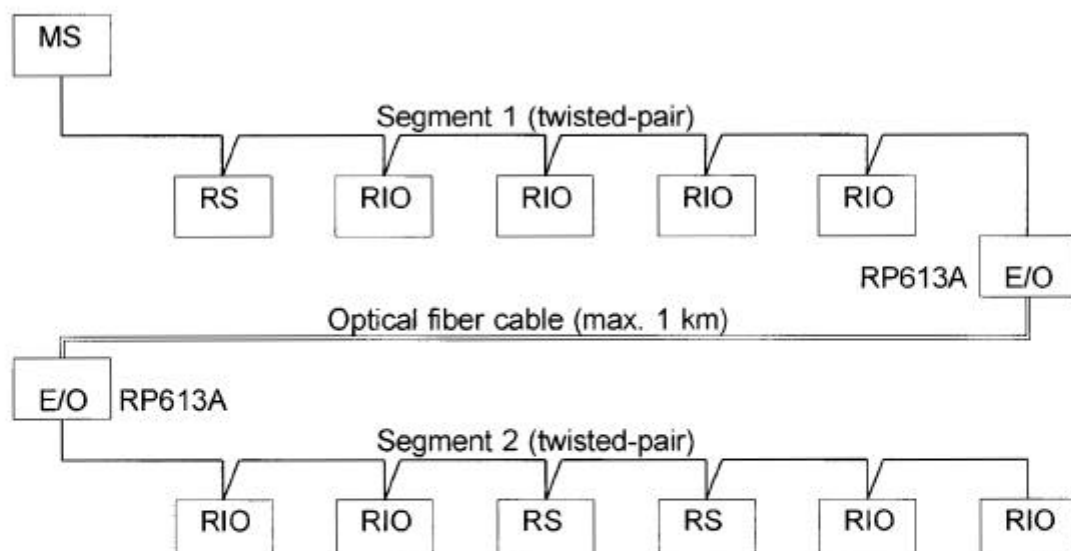 MS
Segment 1 (twisted-pair)
RS RIO RIO RIO RIO
RP613A E/O
Optical fiber cable (max. 1 km)
E/O RP613A
Segment 2 (twisted-pair)
RIO RIO RS RS RIO RIO